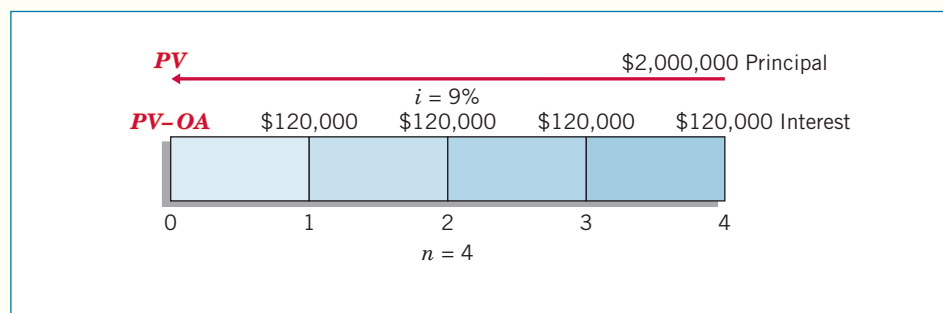 PV $2,000,000 Principal
i = 9%
PV–OA $120,000 $120,000 $120,000 $120,000 Interest
0 1 2 3 4
n = 4